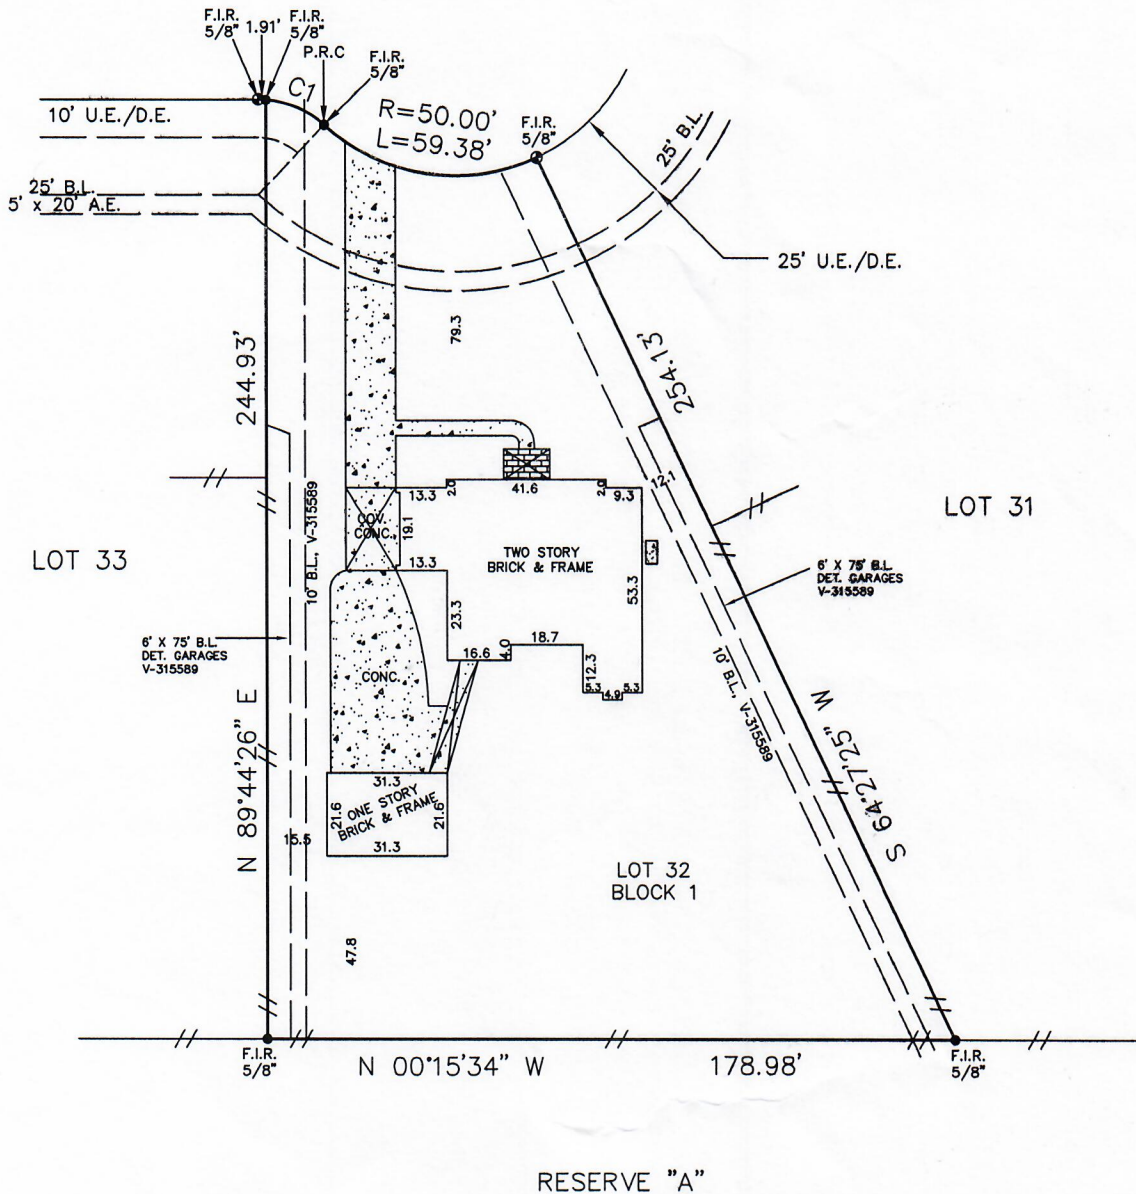 F.I.R.
5/8"
1.91'
F.I.R.
5/8"
P.R.C
F.I.R.
5/8"
C1
R=50.00'
L=59.38'
F.I.R.
5/8"
10' U.E./D.E.
25' B.L.
25' B.L.
5' x 20' A.E.
25' U.E./D.E.
79.3
244.93'
254.13'
10' B.L., V-315589
13.3
2.0
41.6
2.0
9.3
12.1
COV.
CONC.
19.1
13.3
TWO STORY
BRICK & FRAME
53.3
LOT 31
LOT 33
6' X 75' B.L.
DET. GARAGES
V-315589
23.3
16.6
4.0
18.7
12.3
5.3
4.9
5.3
6' X 75' B.L.
DET. GARAGES
V-315589
CONC.
10' B.L., V-315589
N 89°44'26" E
S 64°27'25" W
31.3
21.6
ONE STORY
BRICK & FRAME
21.6
31.3
15.5
LOT 32
BLOCK 1
47.8
F.I.R.
5/8"
N 00°15'34" W
178.98'
F.I.R.
5/8"
RESERVE "A"